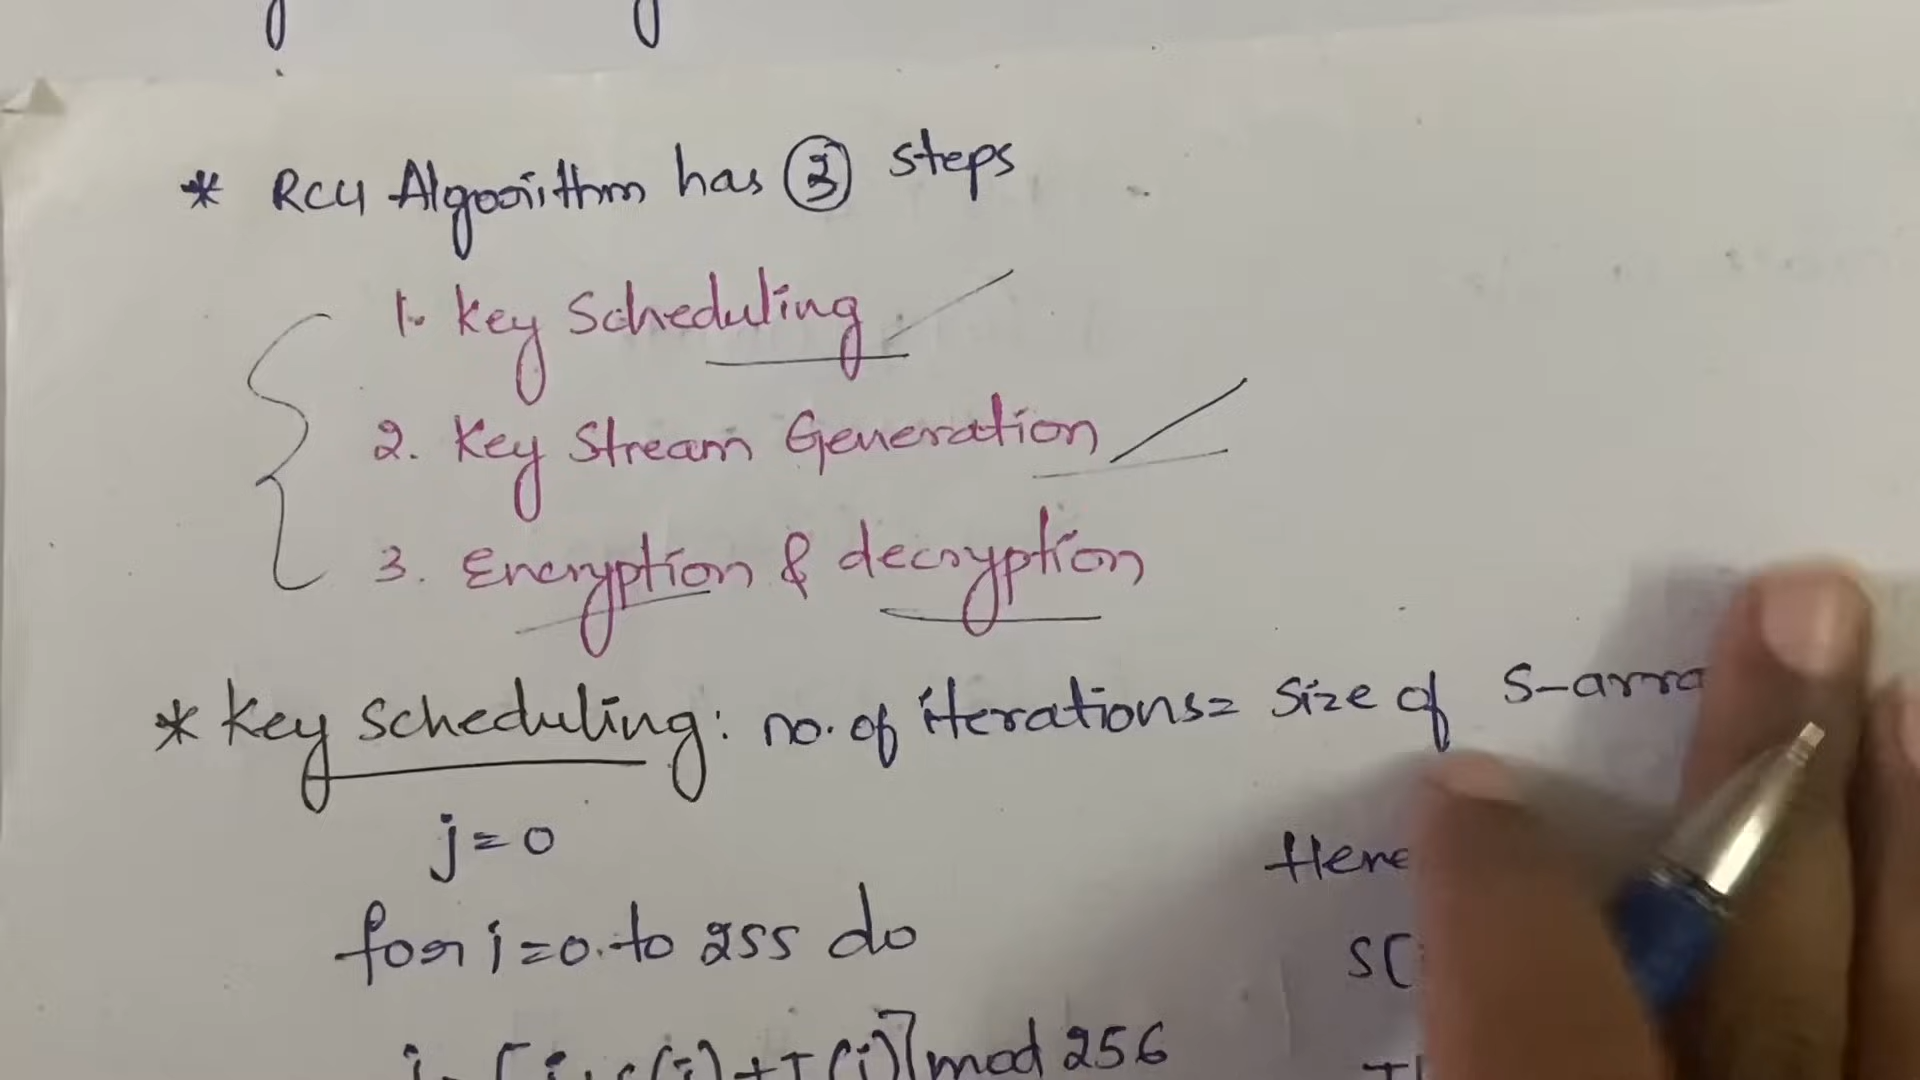 * RC4 Algorithm has 3 steps
1. Key Scheduling
2. Key Stream Generation
3. Encryption & decryption
* Key Scheduling: no. of iterations = Size of S-arra
j = 0
for i = 0 to 255 do
Here
S[
j = [j + S(i) + T(i)] mod 256